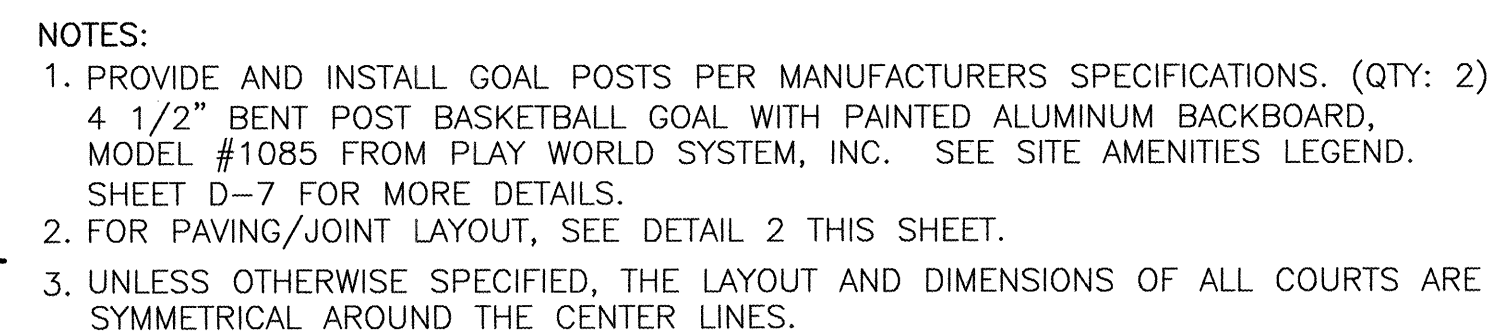 NOTES:
1. PROVIDE AND INSTALL GOAL POSTS PER MANUFACTURERS SPECIFICATIONS. (QTY: 2)
4 1/2" BENT POST BASKETBALL GOAL WITH PAINTED ALUMINUM BACKBOARD,
MODEL #1085 FROM PLAY WORLD SYSTEM, INC.  SEE SITE AMENITIES LEGEND.
SHEET D-7 FOR MORE DETAILS.
2. FOR PAVING/JOINT LAYOUT, SEE DETAIL 2 THIS SHEET.
3. UNLESS OTHERWISE SPECIFIED, THE LAYOUT AND DIMENSIONS OF ALL COURTS ARE
SYMMETRICAL AROUND THE CENTER LINES.